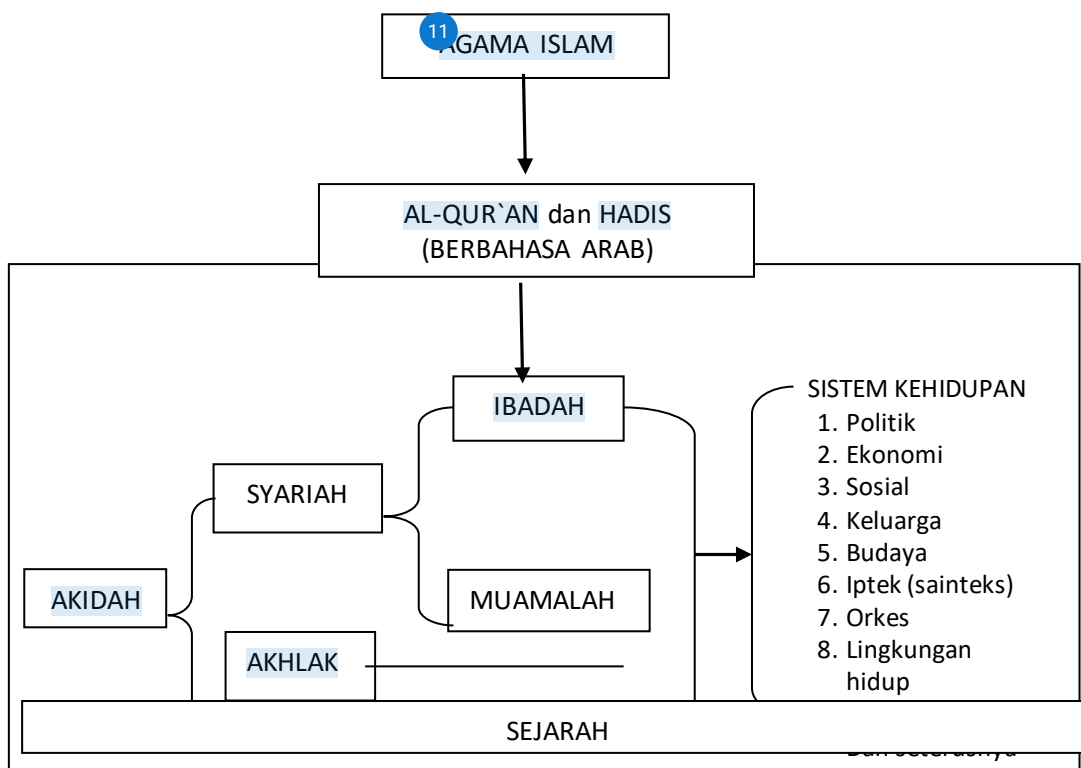 11
AGAMA ISLAM
AL-QUR`AN dan HADIS
(BERBAHASA ARAB)
IBADAH
SYARIAH
MUAMALAH
AKIDAH
AKHLAK
SISTEM KEHIDUPAN
1. Politik
2. Ekonomi
3. Sosial
4. Keluarga
5. Budaya
6. Iptek (sainteks)
7. Orkes
8. Lingkungan
hidup
SEJARAH